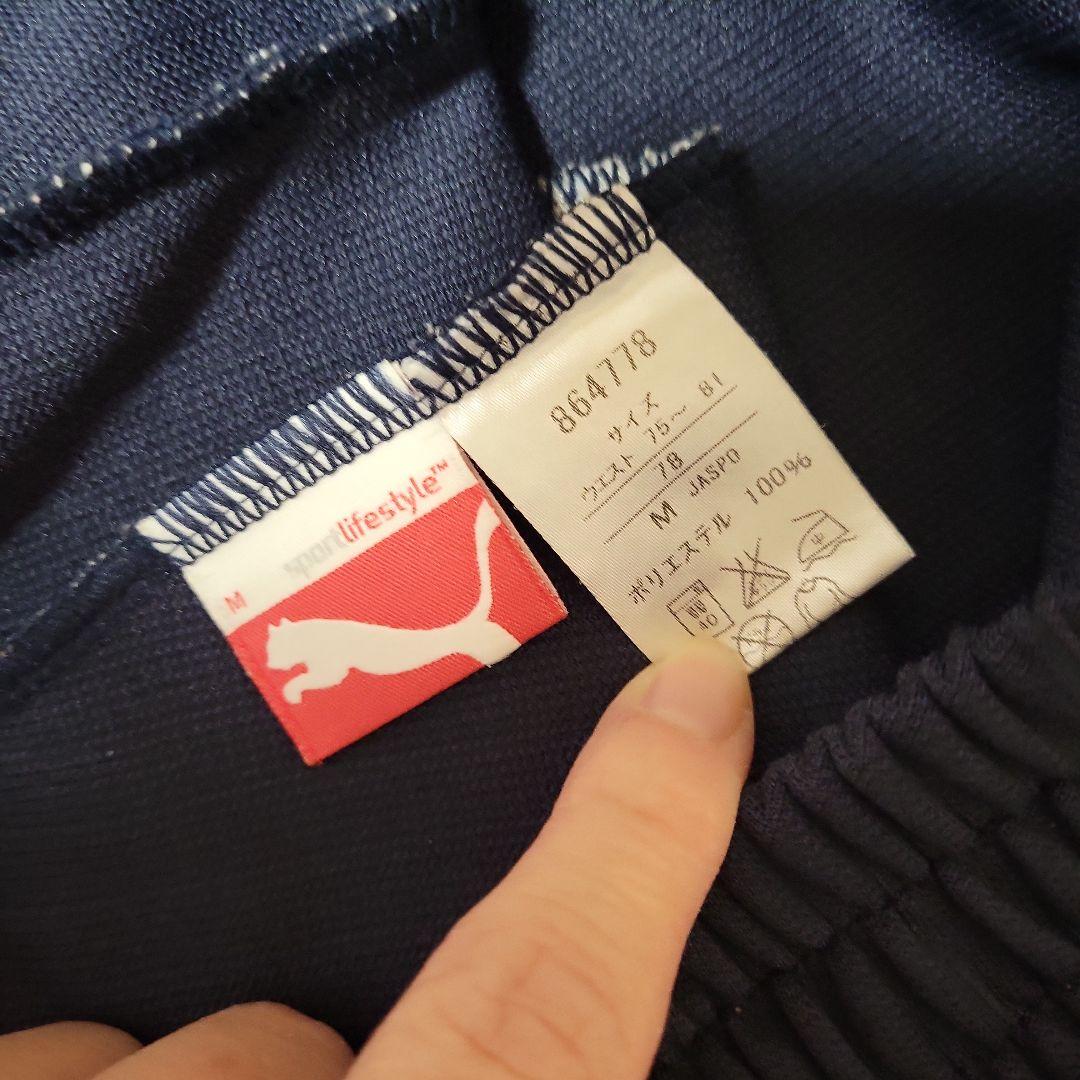 M
sportlifestyle™
864778
サイズ
ウエスト 75～ 81
78
M JASPO
ポリエステル 100%